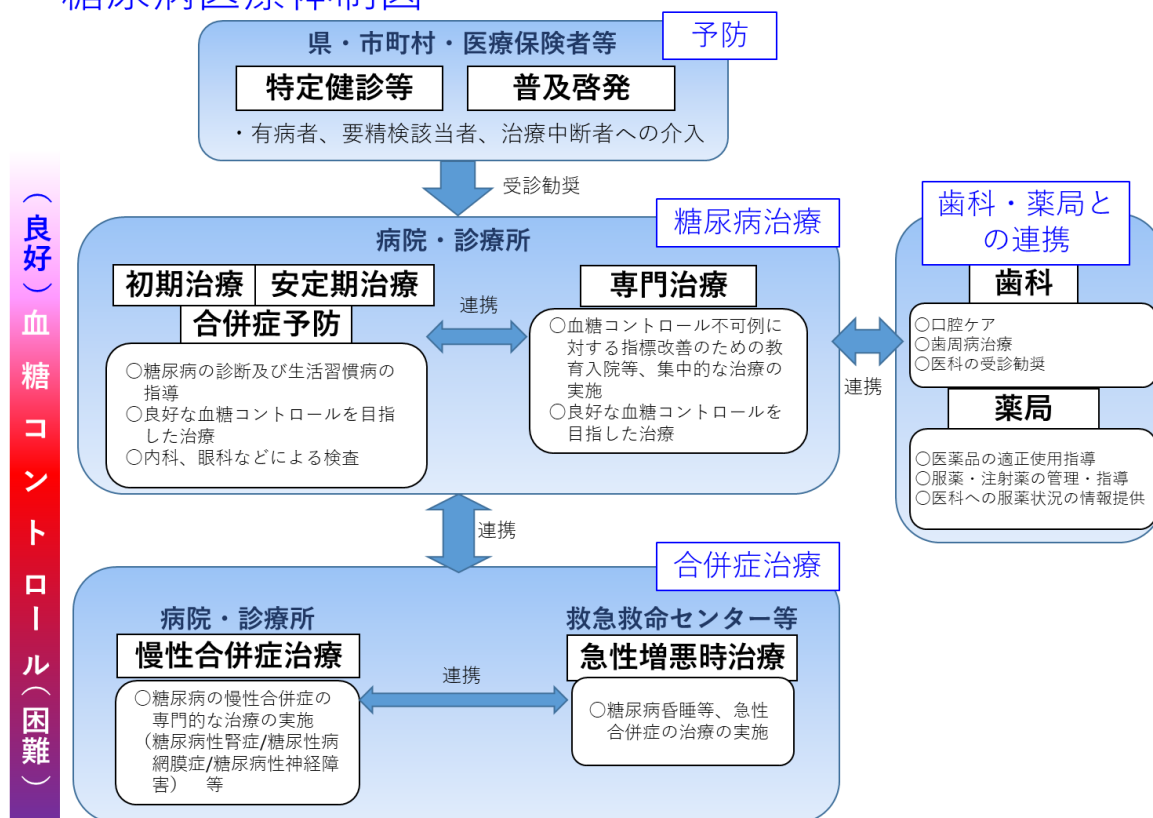 糖尿病医療体制図
県・市町村・医療保険者等
予防
特定健診等
普及啓発
・有病者、要精検該当者、治療中断者への介入
受診勧奨
(良好)血糖コントロール(困難)
糖尿病治療
病院・診療所
初期治療
安定期治療
合併症予防
○糖尿病の診断及び生活習慣病の
指導
○良好な血糖コントロールを目指
した治療
○内科、眼科などによる検査
連携
専門治療
○血糖コントロール不可例に
対する指標改善のための教
育入院等、集中的な治療の
実施
○良好な血糖コントロールを
目指した治療
連携
歯科・薬局と
の連携
歯科
○口腔ケア
○歯周病治療
○医科の受診勧奨
薬局
○医薬品の適正使用指導
○服薬・注射薬の管理・指導
○医科への服薬状況の情報提供
連携
合併症治療
病院・診療所
慢性合併症治療
○糖尿病の慢性合併症の
専門的な治療の実施
(糖尿病性腎症/糖尿性病
網膜症/糖尿病性神経障
害) 等
連携
救急救命センター等
急性増悪時治療
○糖尿病昏睡等、急性
合併症の治療の実施